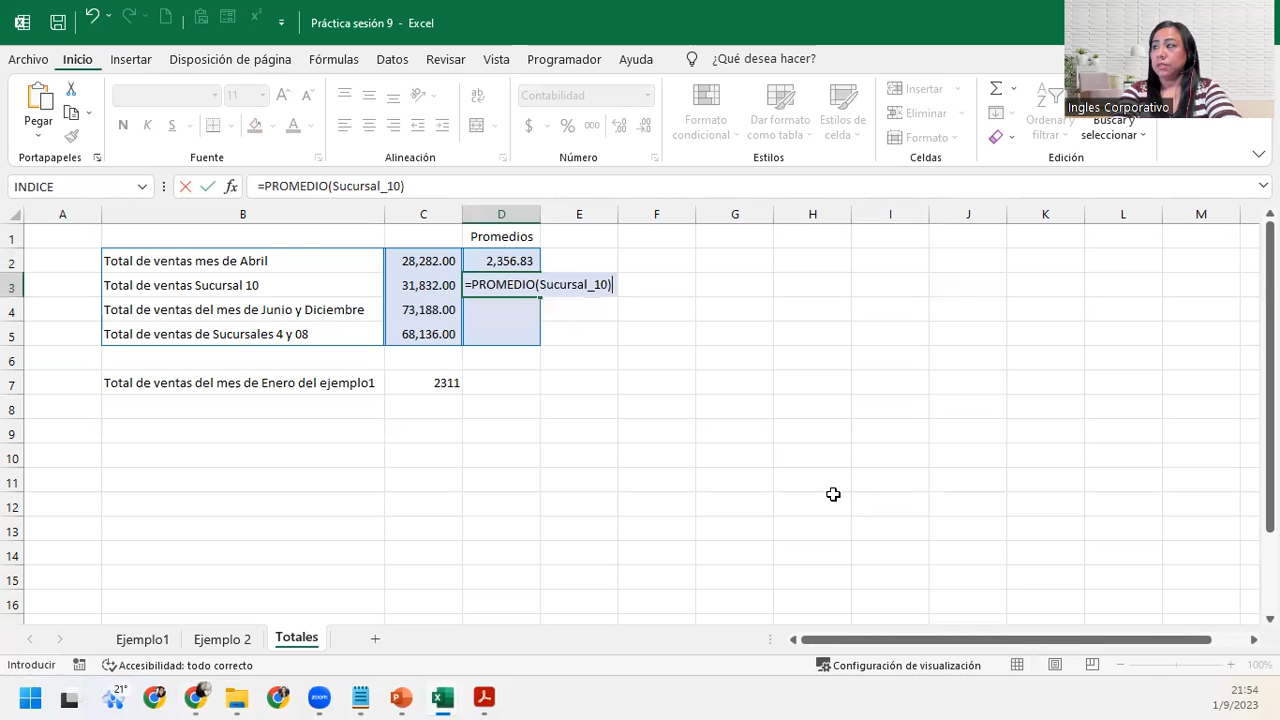 Práctica sesión 9 - Excel
Archivo Inicio Insertar Disposición de página Fórmulas Datos Revisar Vista Programador Ayuda ¿Qué desea hacer?
Ingles Corporativo
Pegar
11
N K S
Contabilidad
$ % 000
Formato condicional
Dar formato como tabla
Estilos de celda
Insertar
Eliminar
Formato
Ordenar y filtrar
Buscar y seleccionar
Portapapeles Fuente Alineación Número Estilos Celdas Edición
INDICE fx =PROMEDIO(Sucursal_10)
A B C D E F G H I J K L M
1 Promedios
2 Total de ventas mes de Abril 28,282.00 2,356.83
3 Total de ventas Sucursal 10 31,832.00 =PROMEDIO(Sucursal_10)
4 Total de ventas del mes de Junio y Diciembre 73,188.00
5 Total de ventas de Sucursales 4 y 08 68,136.00
6
7 Total de ventas del mes de Enero del ejemplo1 2311
8
9
10
11
12
13
14
15
16
Ejemplo1 Ejemplo 2 Totales
Introducir Accesibilidad: todo correcto Configuración de visualización 100%
21°
zoom
21:54
1/9/2023